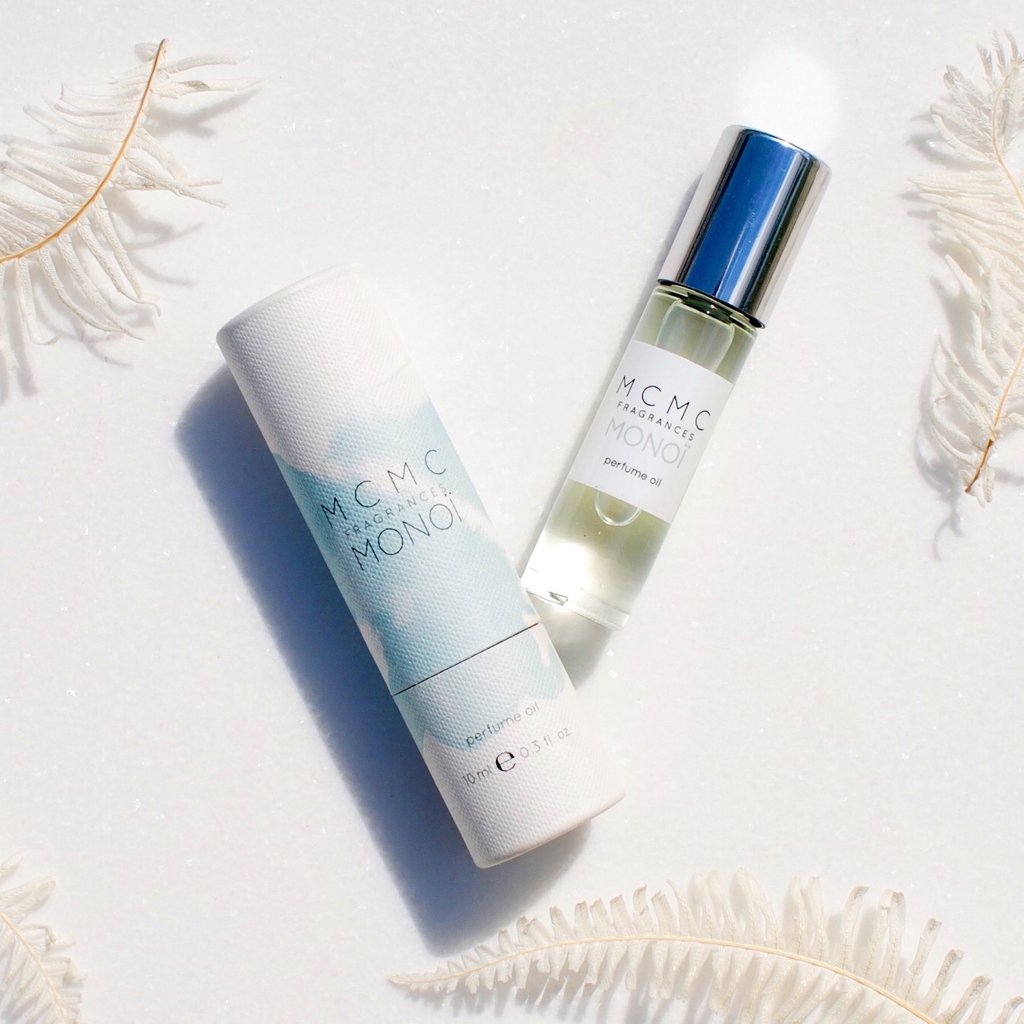 MCMC
FRAGRANCES
MONOÏ
perfume oil
10 ml e 0.3 fl. oz.
MCMC
FRAGRANCES
MONOÏ
perfume oil